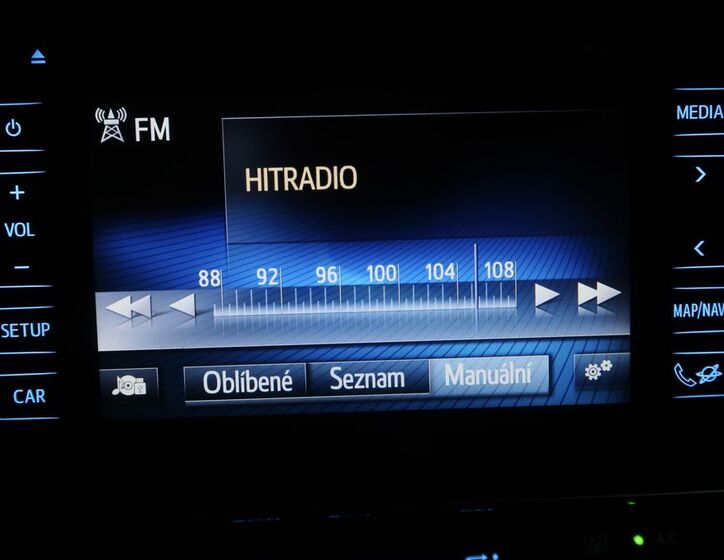 FM
HITRADIO
88 92 96 100 104 108
Oblíbené Seznam Manuální
VOL
SETUP
CAR
MEDIA
MAP/NAV
A/C